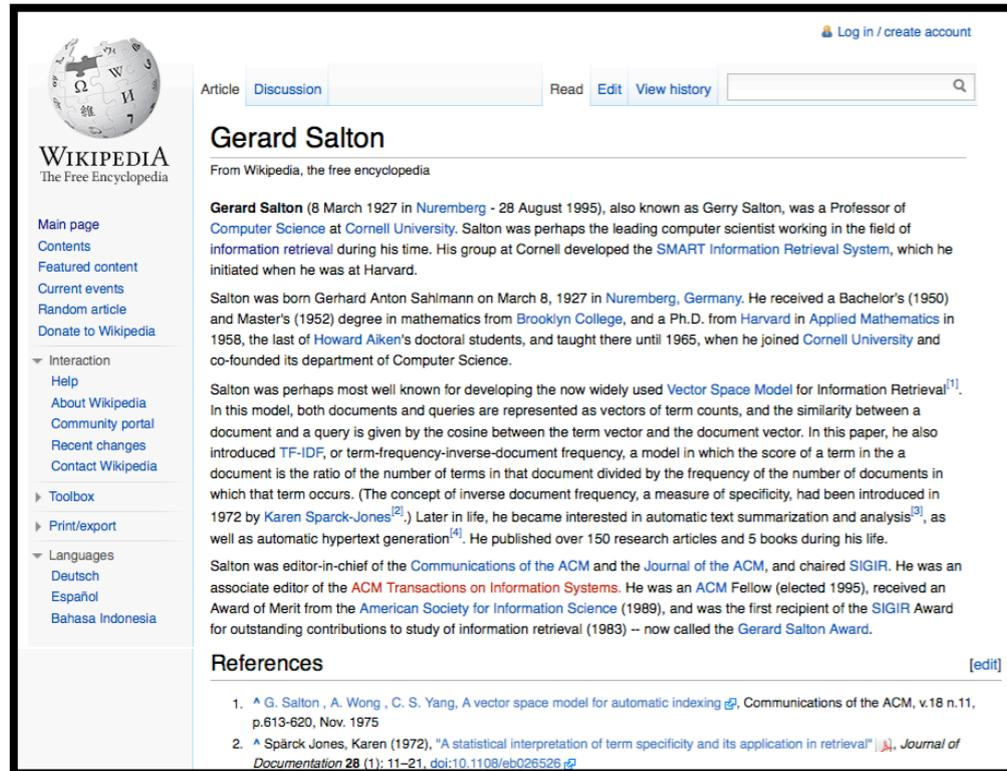 Log in / create account
Article Discussion Read Edit View history
WIKIPEDIA
The Free Encyclopedia
Main page
Contents
Featured content
Current events
Random article
Donate to Wikipedia
Interaction
Help
About Wikipedia
Community portal
Recent changes
Contact Wikipedia
Toolbox
Print/export
Languages
Deutsch
Español
Bahasa Indonesia
Gerard Salton
From Wikipedia, the free encyclopedia
Gerard Salton (8 March 1927 in Nuremberg - 28 August 1995), also known as Gerry Salton, was a Professor of
Computer Science at Cornell University. Salton was perhaps the leading computer scientist working in the field of
information retrieval during his time. His group at Cornell developed the SMART Information Retrieval System, which he
initiated when he was at Harvard.
Salton was born Gerhard Anton Sahlmann on March 8, 1927 in Nuremberg, Germany. He received a Bachelor's (1950)
and Master's (1952) degree in mathematics from Brooklyn College, and a Ph.D. from Harvard in Applied Mathematics in
1958, the last of Howard Aiken's doctoral students, and taught there until 1965, when he joined Cornell University and
co-founded its department of Computer Science.
Salton was perhaps most well known for developing the now widely used Vector Space Model for Information Retrieval[1].
In this model, both documents and queries are represented as vectors of term counts, and the similarity between a
document and a query is given by the cosine between the term vector and the document vector. In this paper, he also
introduced TF-IDF, or term-frequency-inverse-document frequency, a model in which the score of a term in the a
document is the ratio of the number of terms in that document divided by the frequency of the number of documents in
which that term occurs. (The concept of inverse document frequency, a measure of specificity, had been introduced in
1972 by Karen Sparck-Jones[2].) Later in life, he became interested in automatic text summarization and analysis[3], as
well as automatic hypertext generation[4]. He published over 150 research articles and 5 books during his life.
Salton was editor-in-chief of the Communications of the ACM and the Journal of the ACM, and chaired SIGIR. He was an
associate editor of the ACM Transactions on Information Systems. He was an ACM Fellow (elected 1995), received an
Award of Merit from the American Society for Information Science (1989), and was the first recipient of the SIGIR Award
for outstanding contributions to study of information retrieval (1983) -- now called the Gerard Salton Award.
References [edit]
1. ^ G. Salton , A. Wong , C. S. Yang, A vector space model for automatic indexing, Communications of the ACM, v.18 n.11,
p.613-620, Nov. 1975
2. ^ Spärck Jones, Karen (1972), "A statistical interpretation of term specificity and its application in retrieval", Journal of
Documentation 28 (1): 11–21, doi:10.1108/eb026526